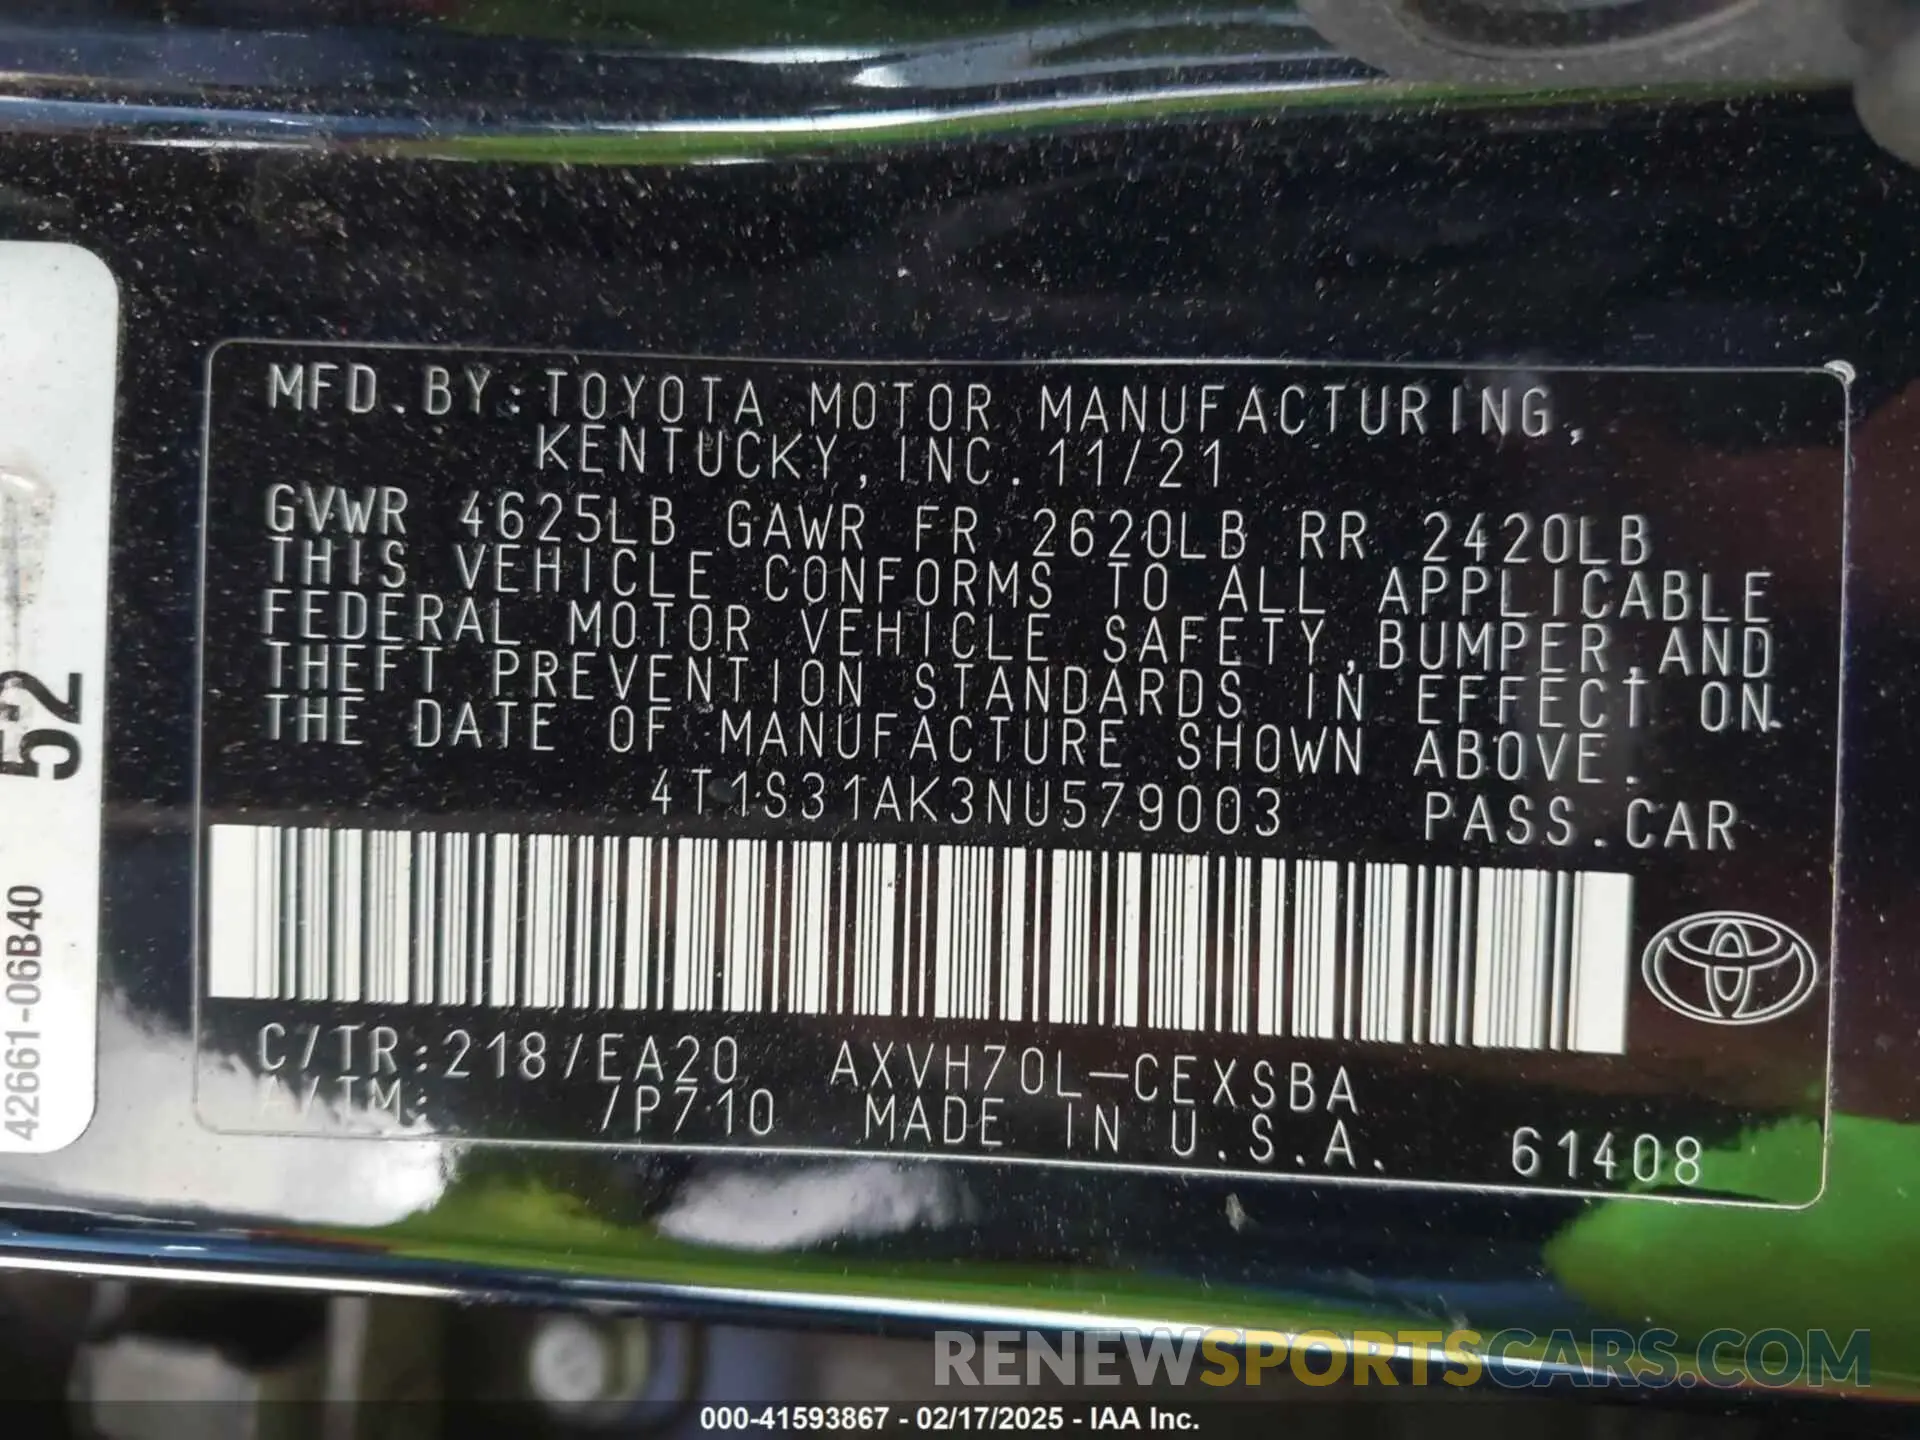 MFD.BY:TOYOTA MOTOR MANUFACTURING,
KENTUCKY, INC. 11/21
GVWR 4625LB GAWR FR 2620LB RR 2420LB
THIS VEHICLE CONFORMS TO ALL APPLICABLE
FEDERAL MOTOR VEHICLE SAFETY,BUMPER,AND
THEFT PREVENTION STANDARDS IN EFFECT ON
THE DATE OF MANUFACTURE SHOWN ABOVE.
4T1S31AK3NU579003 PASS.CAR
C/TR:218/EA20 AXVH70L-CEXSBA
A/TM: /P710 MADE IN U.S.A. 61408
52
42661-06B40
RENEWSPORTSCARS.COM
000-41593867 - 02/17/2025 - IAA Inc.